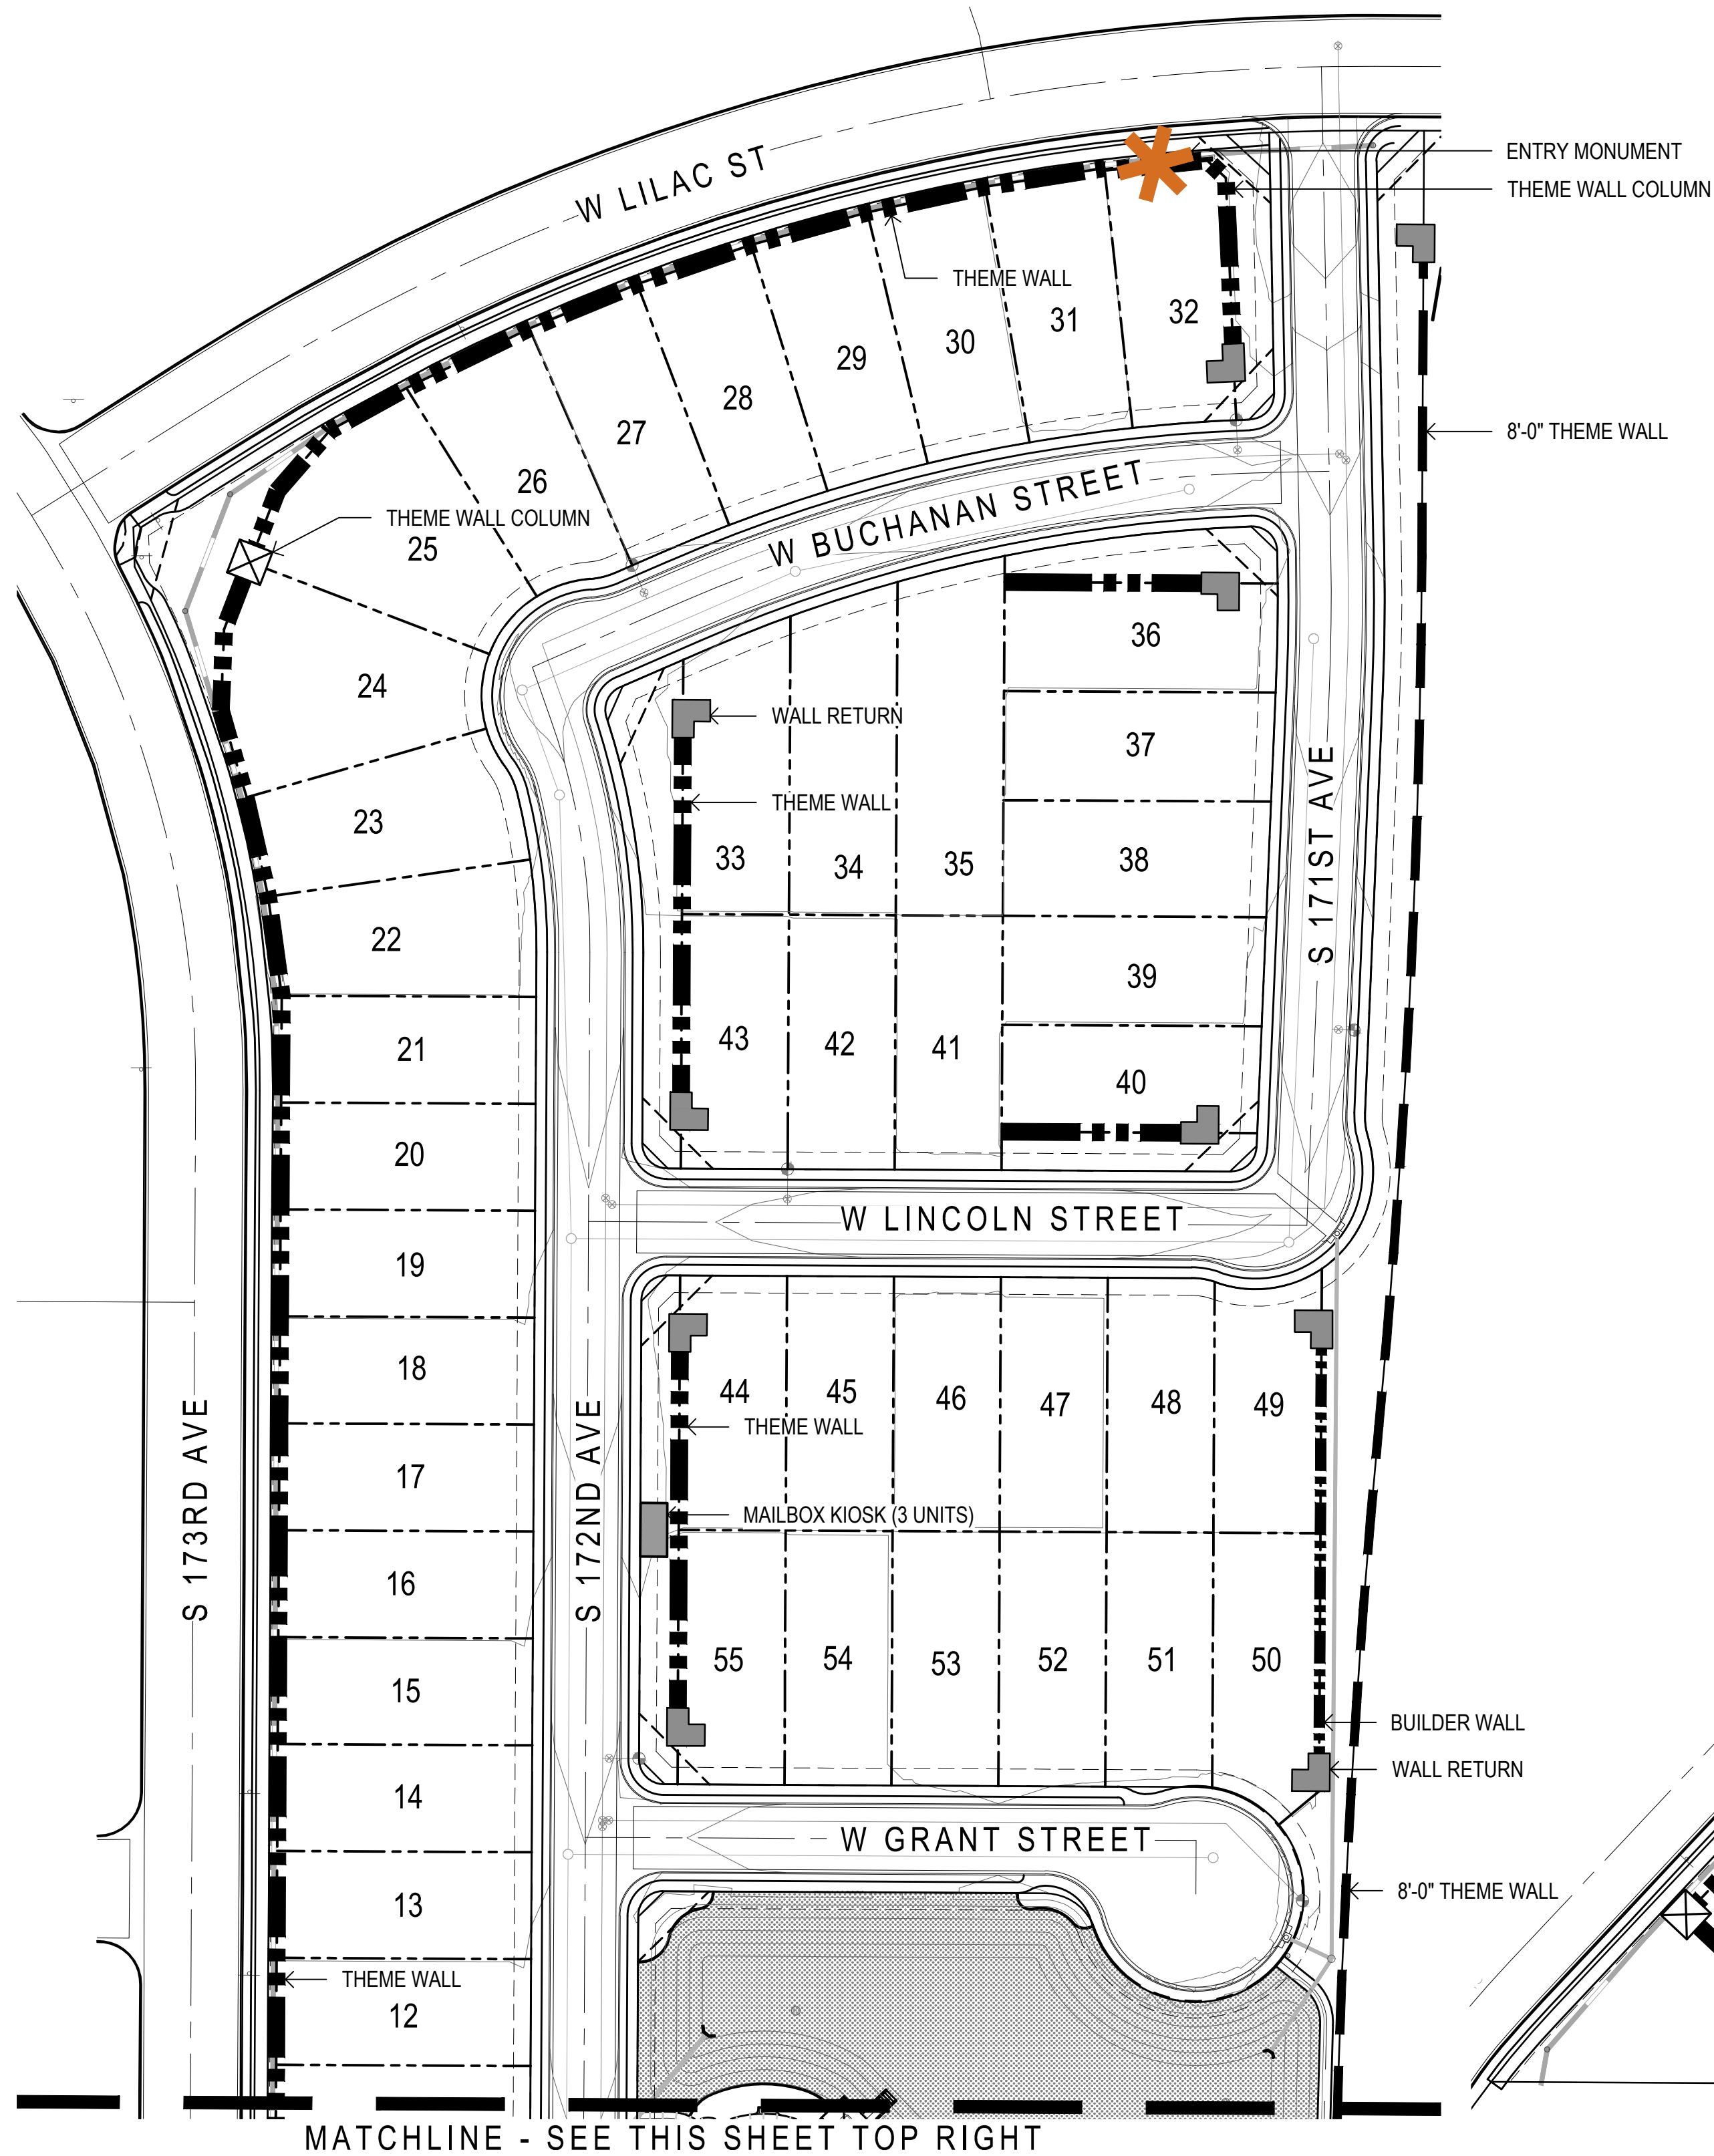 W LILAC ST
ENTRY MONUMENT
THEME WALL COLUMN
THEME WALL
32
31
30
29
28
8'-0" THEME WALL
27
26
W BUCHANAN STREET
THEME WALL COLUMN
25
36
24
WALL RETURN
37
THEME WALL
23
S 171ST AVE
33
34
35
38
22
39
43
42
41
21
40
20
W LINCOLN STREET
19
18
44
45
46
47
48
49
THEME WALL
17
S 173RD AVE
S 172ND AVE
MAILBOX KIOSK (3 UNITS)
16
55
54
53
52
51
50
15
BUILDER WALL
WALL RETURN
14
W GRANT STREET
8'-0" THEME WALL
13
THEME WALL
12
MATCHLINE - SEE THIS SHEET TOP RIGHT